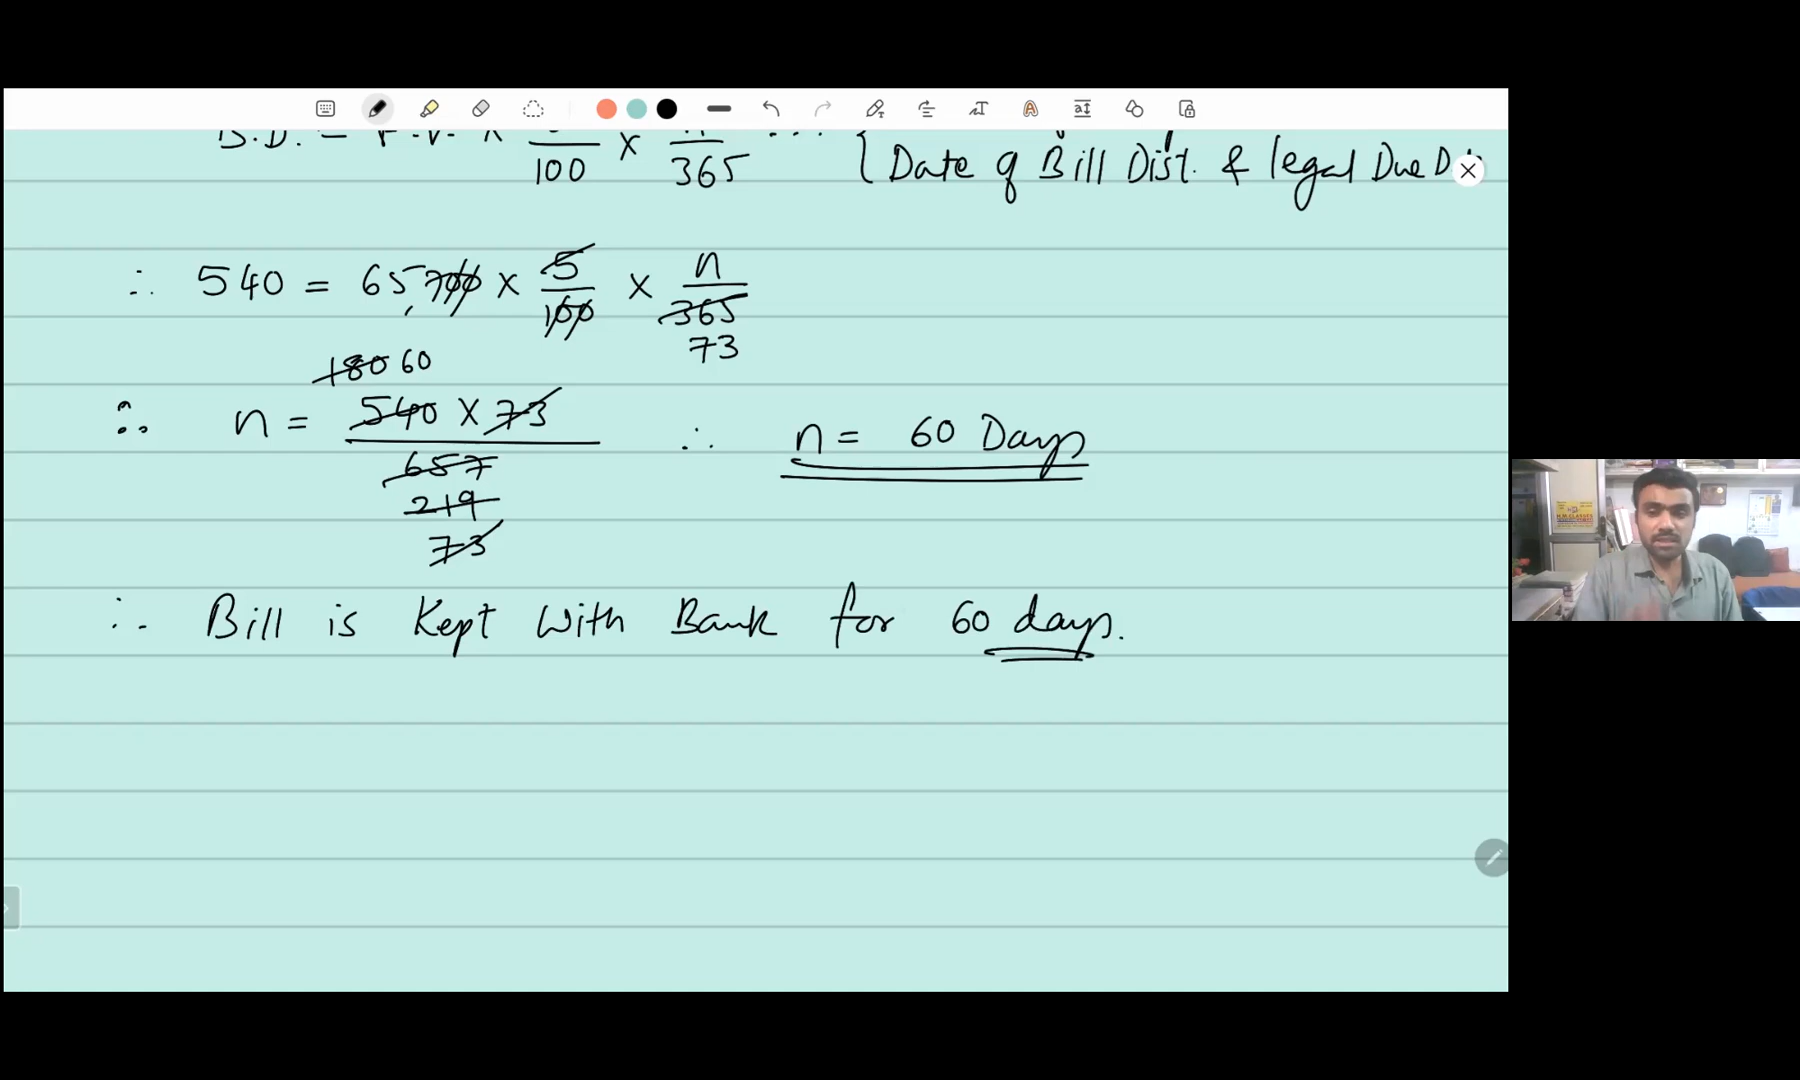 B.D. = F.V. × /100 × /365 ... { Date of Bill Dist. & legal Due D
∴ 540 = 65,700 × 5/100 × n/365
73
180 60
∴ n = 540 × 73 / 657 ∴ n = 60 Days
219
73
∴ Bill is Kept With Bank for 60 days.